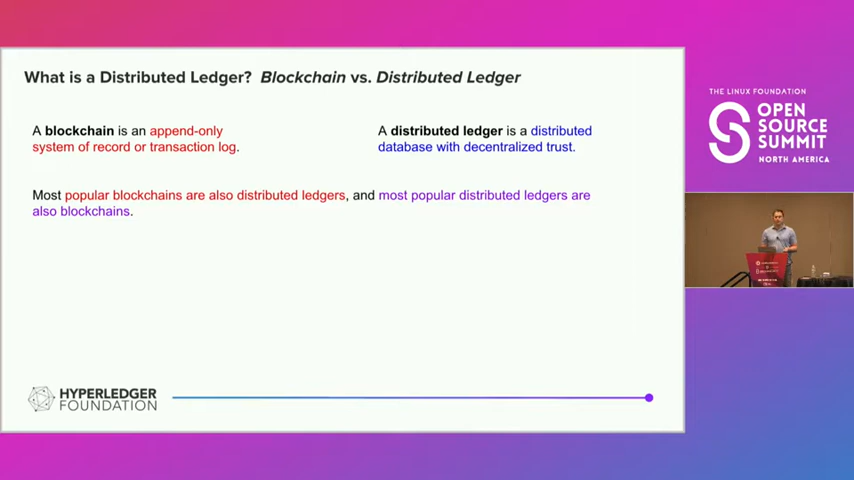 What is a Distributed Ledger? Blockchain vs. Distributed Ledger
A blockchain is an append-only
system of record or transaction log.
A distributed ledger is a distributed
database with decentralized trust.
Most popular blockchains are also distributed ledgers, and most popular distributed ledgers are
also blockchains.
HYPERLEDGER
FOUNDATION
THE LINUX FOUNDATION
OPEN
SOURCE
SUMMIT
NORTH AMERICA